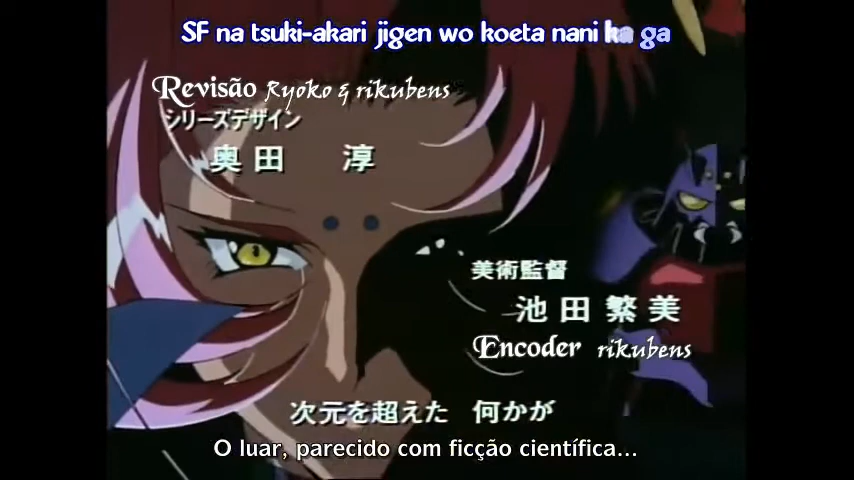 SF na tsuki-akari jigen wo koeta nani ka ga
Revisão Ryoko & rikubens
シリーズデザイン
奥田 淳
美術監督
池田繁美
Encoder rikubens
次元を超えた 何かが
O luar, parecido com ficção científica...